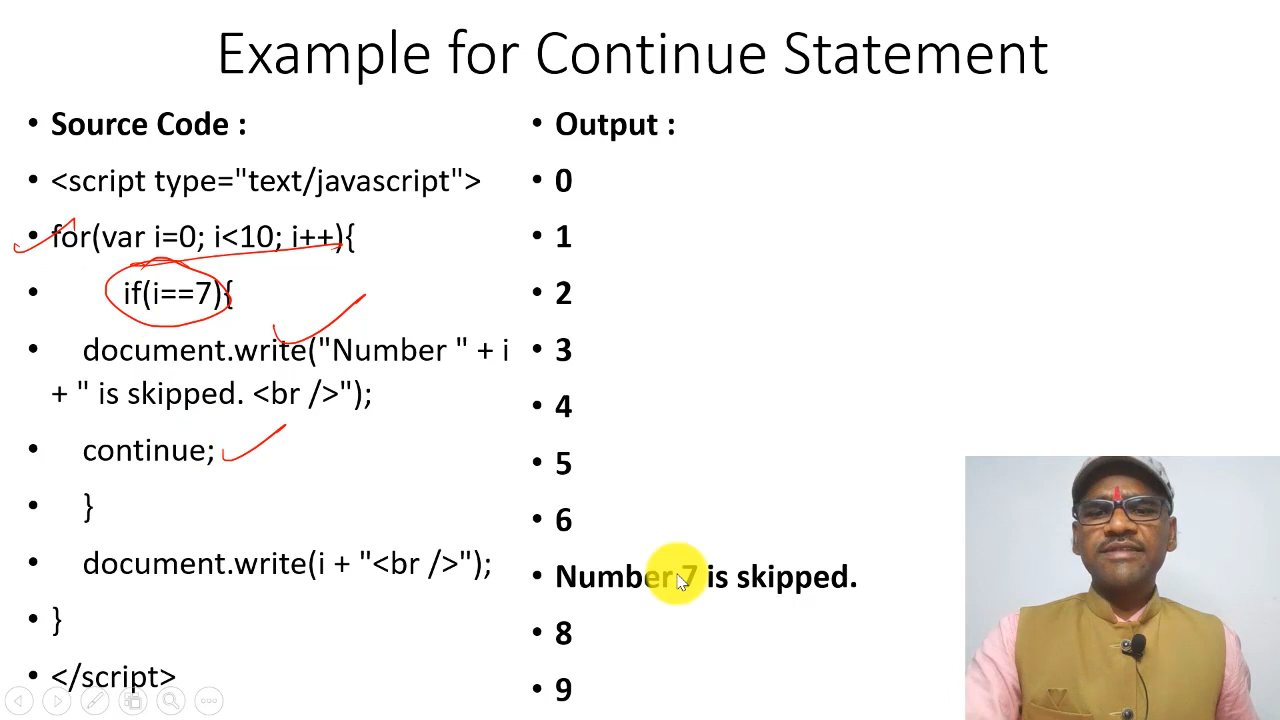 Example for Continue Statement
• Source Code :
• <script type="text/javascript">
• for(var i=0; i<10; i++){
• if(i==7){
• document.write("Number " + i
+ " is skipped. <br />");
• continue;
• }
• document.write(i + "<br />");
• }
• </script>
• Output :
• 0
• 1
• 2
• 3
• 4
• 5
• 6
• Number 7 is skipped.
• 8
• 9